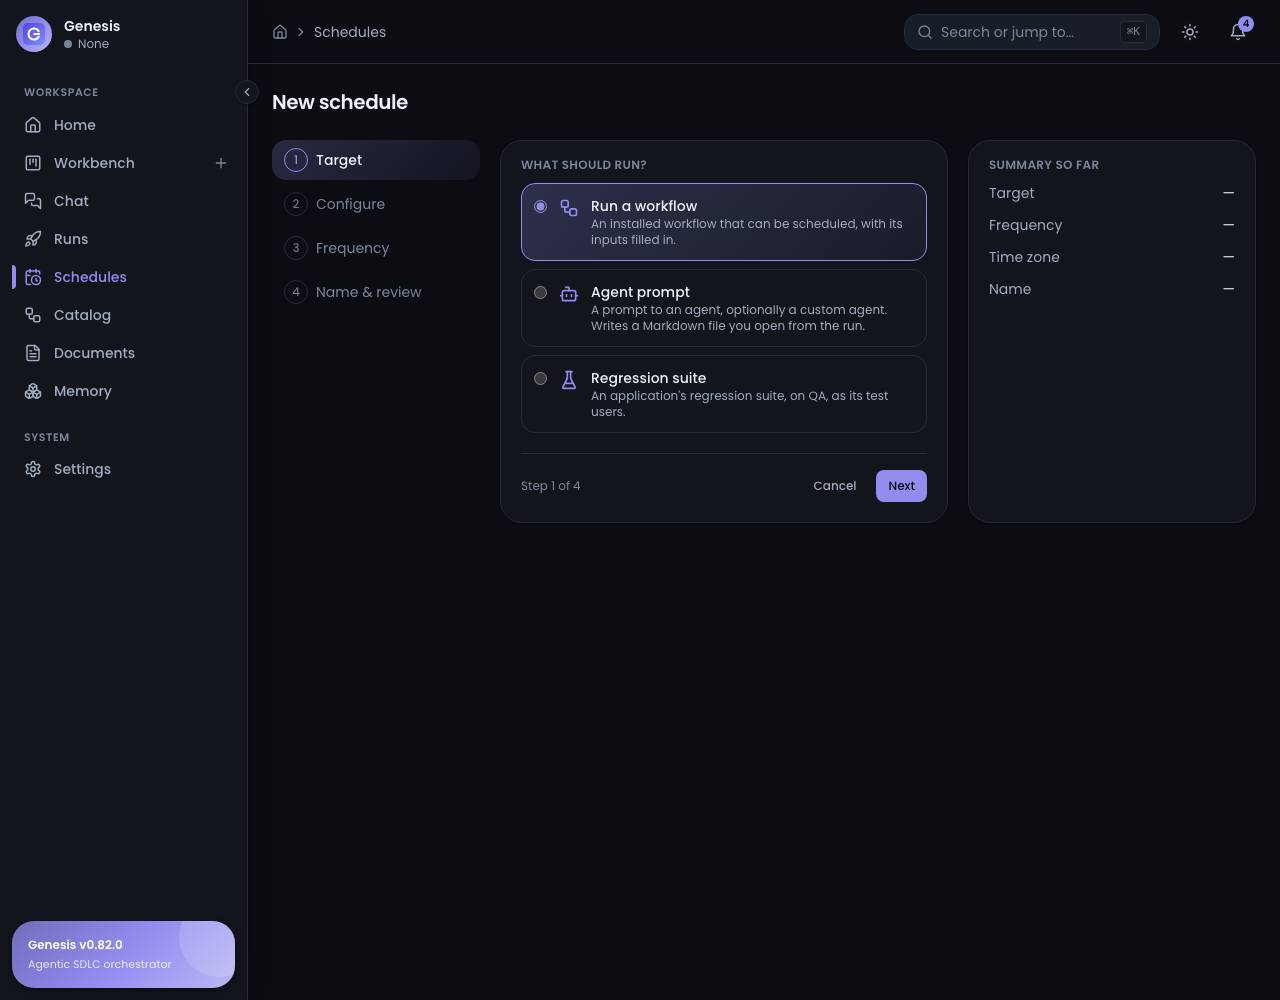 Genesis
None
WORKSPACE
Home
Workbench
Chat
Runs
Schedules
Catalog
Documents
Memory
SYSTEM
Settings
Genesis v0.82.0
Agentic SDLC orchestrator
Schedules
Search or jump to...
⌘K
4
New schedule
1 Target
2 Configure
3 Frequency
4 Name & review
WHAT SHOULD RUN?
Run a workflow
An installed workflow that can be scheduled, with its
inputs filled in.
Agent prompt
A prompt to an agent, optionally a custom agent.
Writes a Markdown file you open from the run.
Regression suite
An application's regression suite, on QA, as its test
users.
Step 1 of 4
Cancel
Next
SUMMARY SO FAR
Target —
Frequency —
Time zone —
Name —